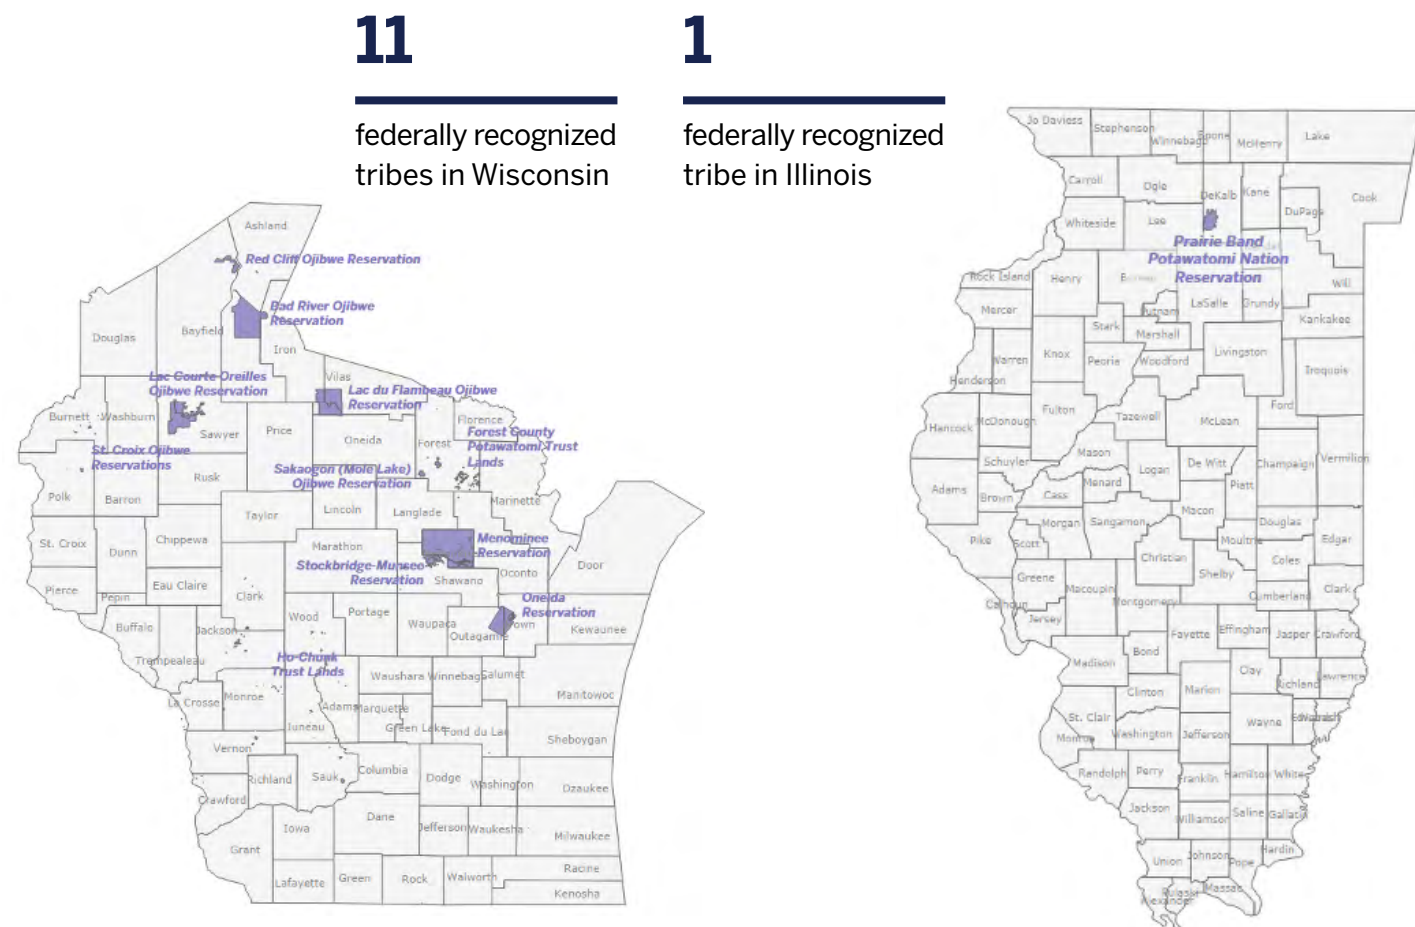 11
federally recognized
tribes in Wisconsin
1
federally recognized
tribe in Illinois
Ashland
Red Cliff Ojibwe Reservation
Bad River Ojibwe
Reservation
Douglas
Bayfield
Iron
Vilas
Lac Courte Oreilles
Ojibwe Reservation
Lac du Flambeau Ojibwe
Reservation
Burnett
Washburn
Sawyer
Price
Oneida
Forest
Florence
Forest County
Potawatomi Trust
Lands
St. Croix Ojibwe
Reservations
Sakaogon (Mole Lake)
Ojibwe Reservation
Polk
Barron
Rusk
Taylor
Lincoln
Langlade
Marinette
St. Croix
Dunn
Chippewa
Marathon
Menominee
Reservation
Stockbridge-Munsee
Reservation
Shawano
Oconto
Door
Pierce
Pepin
Eau Claire
Clark
Oneida
Reservation
Buffalo
Jackson
Wood
Portage
Waupaca
Outagamie
Kewaunee
Trempealeau
Ho-Chunk
Trust Lands
La Crosse
Monroe
Waushara
Winnebago
Calumet
Manitowoc
Juneau
Adams
Marquette
Green Lake
Fond du Lac
Sheboygan
Vernon
Richland
Sauk
Columbia
Dodge
Washington
Ozaukee
Crawford
Iowa
Dane
Jefferson
Waukesha
Milwaukee
Grant
Lafayette
Green
Rock
Walworth
Racine
Kenosha
Jo Daviess
Stephenson
Winnebago
Boone
McHenry
Lake
Carroll
Ogle
DeKalb
Kane
DuPage
Cook
Whiteside
Lee
Prairie Band
Potawatomi Nation
Reservation
Rock Island
Henry
Will
Mercer
Putnam
LaSalle
Grundy
Kankakee
Stark
Marshall
Warren
Knox
Peoria
Woodford
Livingston
Iroquois
Henderson
Ford
Hancock
McDonough
Fulton
Tazewell
McLean
Schuyler
Mason
Logan
De Witt
Champaign
Vermilion
Adams
Brown
Cass
Menard
Piatt
Pike
Scott
Morgan
Sangamon
Macon
Moultrie
Douglas
Edgar
Christian
Coles
Greene
Macoupin
Shelby
Calhoun
Montgomery
Cumberland
Clark
Jersey
Fayette
Effingham
Jasper
Crawford
Madison
Bond
Clay
Richland
Lawrence
Clinton
Marion
St. Clair
Wayne
Monroe
Washington
Jefferson
Randolph
Perry
Franklin
Hamilton
White
Jackson
Williamson
Saline
Gallatin
Union
Johnson
Pope
Hardin
Massac
Alexander